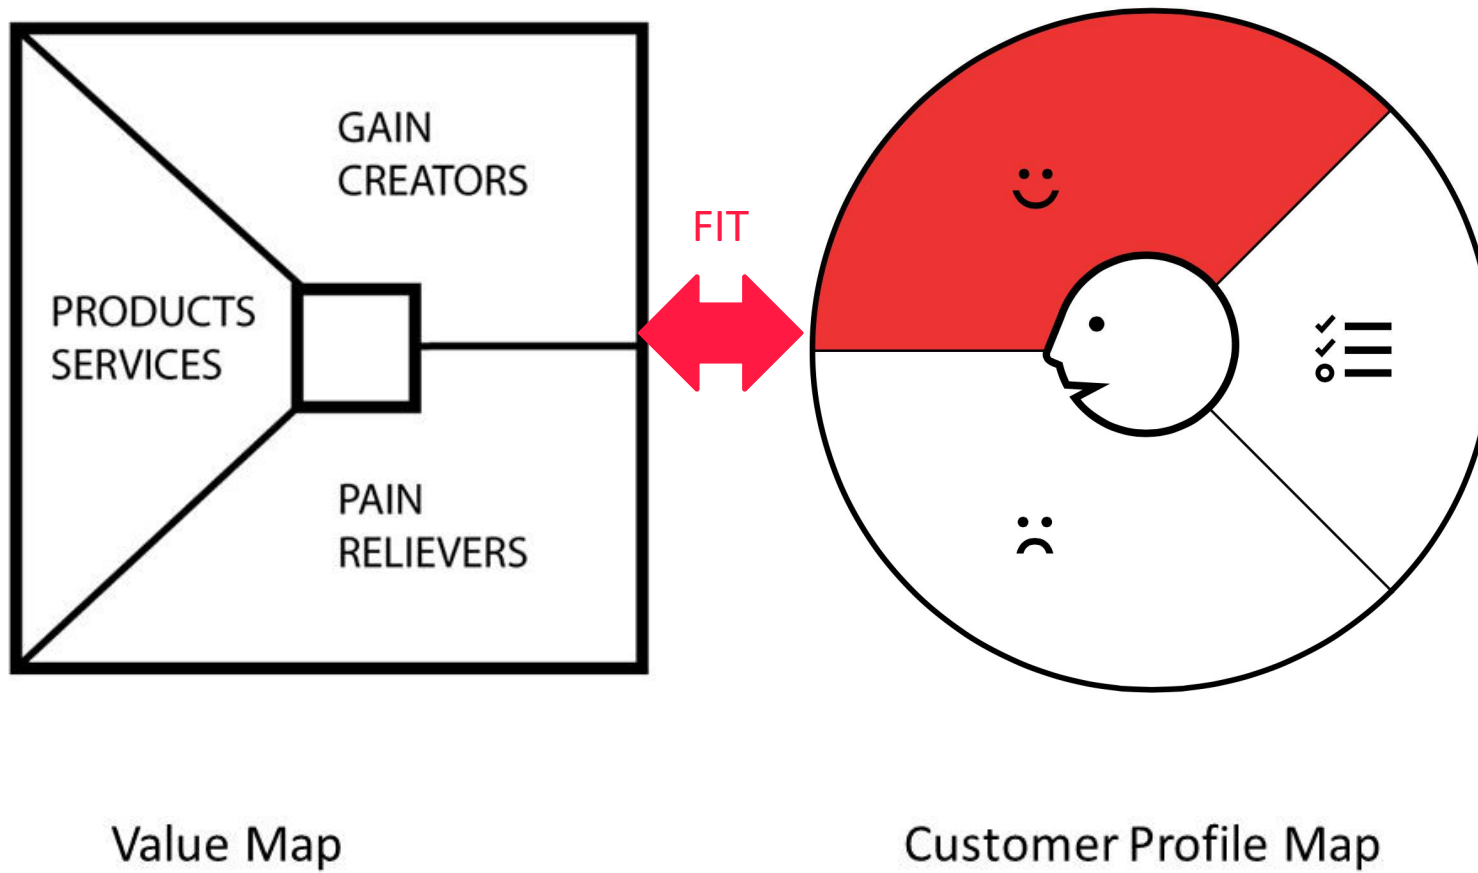 GAIN
CREATORS
FIT
PRODUCTS
SERVICES
PAIN
RELIEVERS
Value Map
Customer Profile Map